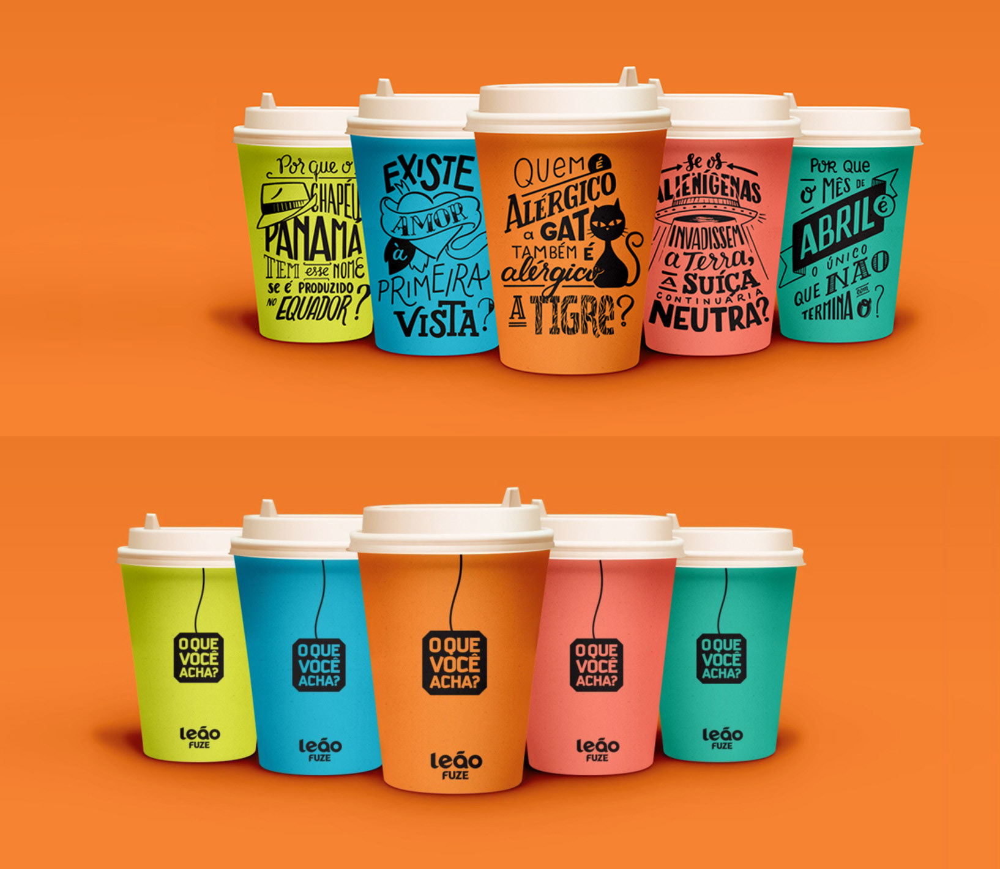 Por que o
CHAPÉU
PANAMÁ
TEM esse NOME
SE É PRODUZIDO
NO EQUADOR?
EXISTE
AMOR
à
PRIMEIRA
VISTA?
QUEM É
ALÉRGICO
a GATO
TAMBÉM É
alérgico
A TIGRE?
Se os
ALIENÍGENAS
INVADISSEM
a Terra,
A SUÍÇA
CONTINUARIA
NEUTRA?
POR QUE
O MÊS DE
ABRIL É
O ÚNICO
QUE NÃO
TERMINA com O?
O QUE
VOCÊ
ACHA?
leão
FUZE
O QUE
VOCÊ
ACHA?
leão
FUZE
O QUE
VOCÊ
ACHA?
leão
FUZE
O QUE
VOCÊ
ACHA?
leão
FUZE
O QUE
VOCÊ
ACHA?
leão
FUZE